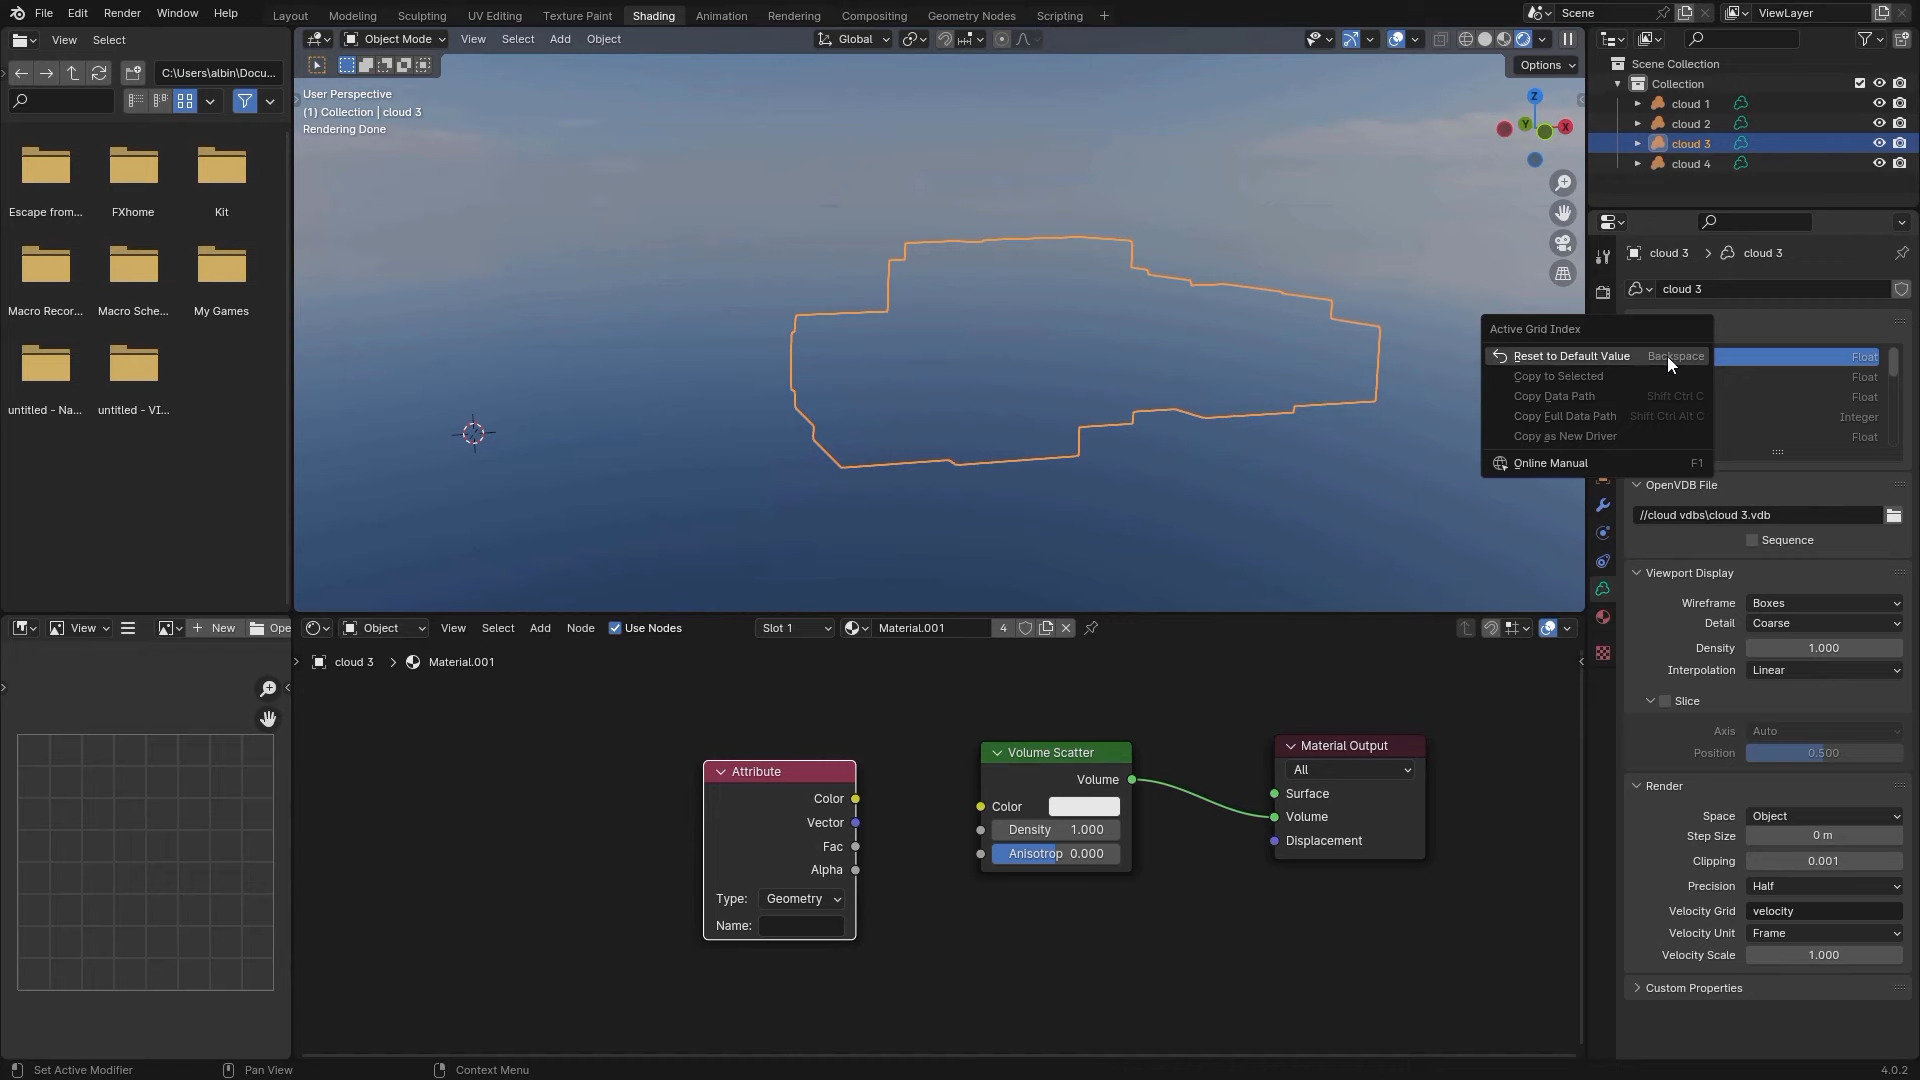 File Edit Render Window Help
Layout Modeling Sculpting UV Editing Texture Paint Shading Animation Rendering Compositing Geometry Nodes Scripting +
Scene
ViewLayer
View Select
C:\Users\albin\Docu...
Escape from...
FXhome
Kit
Macro Recor...
Macro Sche...
My Games
untitled - Na...
untitled - VI...
Object Mode View Select Add Object
Global
Options
User Perspective
(1) Collection | cloud 3
Rendering Done
Z
Y
X
Scene Collection
Collection
cloud 1
cloud 2
cloud 3
cloud 4
cloud 3 > cloud 3
cloud 3
Active Grid Index
Reset to Default Value Backspace
Copy to Selected
Copy Data Path Shift Ctrl C
Copy Full Data Path Shift Ctrl Alt C
Copy as New Driver
Online Manual F1
Float
Float
Float
Integer
Float
OpenVDB File
//cloud vdbs\cloud 3.vdb
Sequence
Viewport Display
Wireframe Boxes
Detail Coarse
Density 1.000
Interpolation Linear
Slice
Axis Auto
Position 0.500
Render
Space Object
Step Size 0 m
Clipping 0.001
Precision Half
Velocity Grid velocity
Velocity Unit Frame
Velocity Scale 1.000
Custom Properties
View
New
Ope
Object View Select Add Node Use Nodes
Slot 1
Material.001
4
cloud 3 > Material.001
Attribute
Color
Vector
Fac
Alpha
Type: Geometry
Name:
Volume Scatter
Volume
Color
Density 1.000
Anisotrop 0.000
Material Output
All
Surface
Volume
Displacement
Set Active Modifier
Pan View
Context Menu
4.0.2